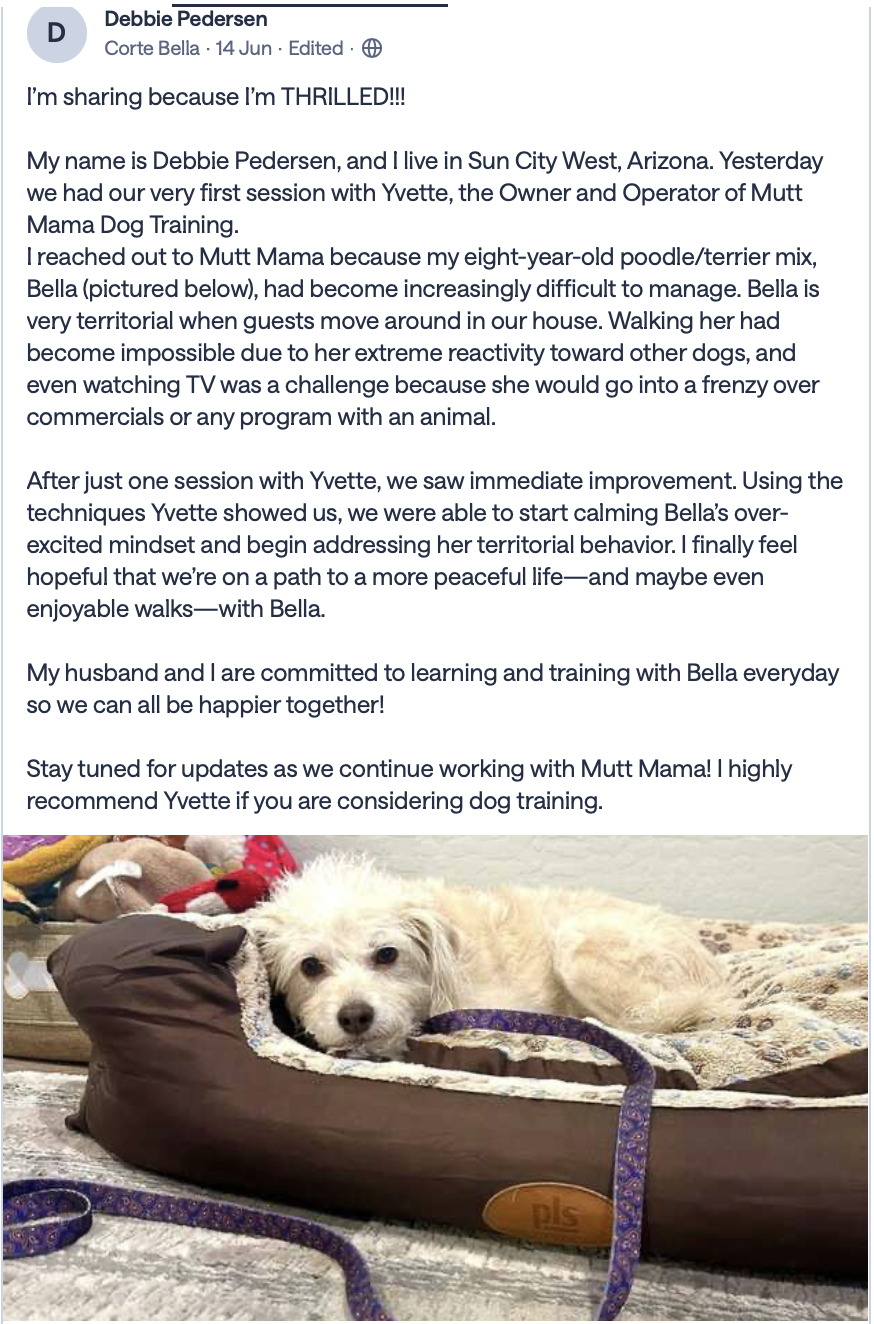 D
Debbie Pedersen
Corte Bella · 14 Jun · Edited ·
I’m sharing because I’m THRILLED!!!
My name is Debbie Pedersen, and I live in Sun City West, Arizona. Yesterday
we had our very first session with Yvette, the Owner and Operator of Mutt
Mama Dog Training.
I reached out to Mutt Mama because my eight-year-old poodle/terrier mix,
Bella (pictured below), had become increasingly difficult to manage. Bella is
very territorial when guests move around in our house. Walking her had
become impossible due to her extreme reactivity toward other dogs, and
even watching TV was a challenge because she would go into a frenzy over
commercials or any program with an animal.
After just one session with Yvette, we saw immediate improvement. Using the
techniques Yvette showed us, we were able to start calming Bella’s over-
excited mindset and begin addressing her territorial behavior. I finally feel
hopeful that we’re on a path to a more peaceful life—and maybe even
enjoyable walks—with Bella.
My husband and I are committed to learning and training with Bella everyday
so we can all be happier together!
Stay tuned for updates as we continue working with Mutt Mama! I highly
recommend Yvette if you are considering dog training.
pls